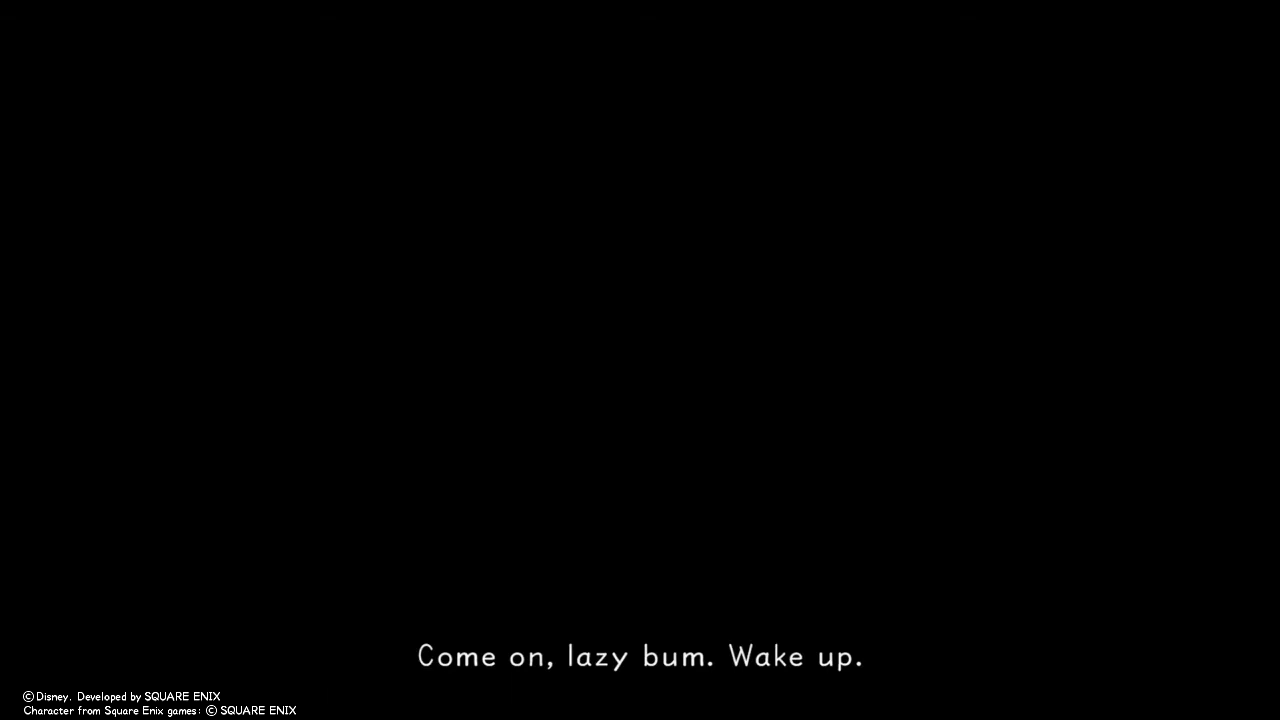 Come on, lazy bum. Wake up.
©Disney. Developed by SQUARE ENIX
Character from Square Enix games: © SQUARE ENIX